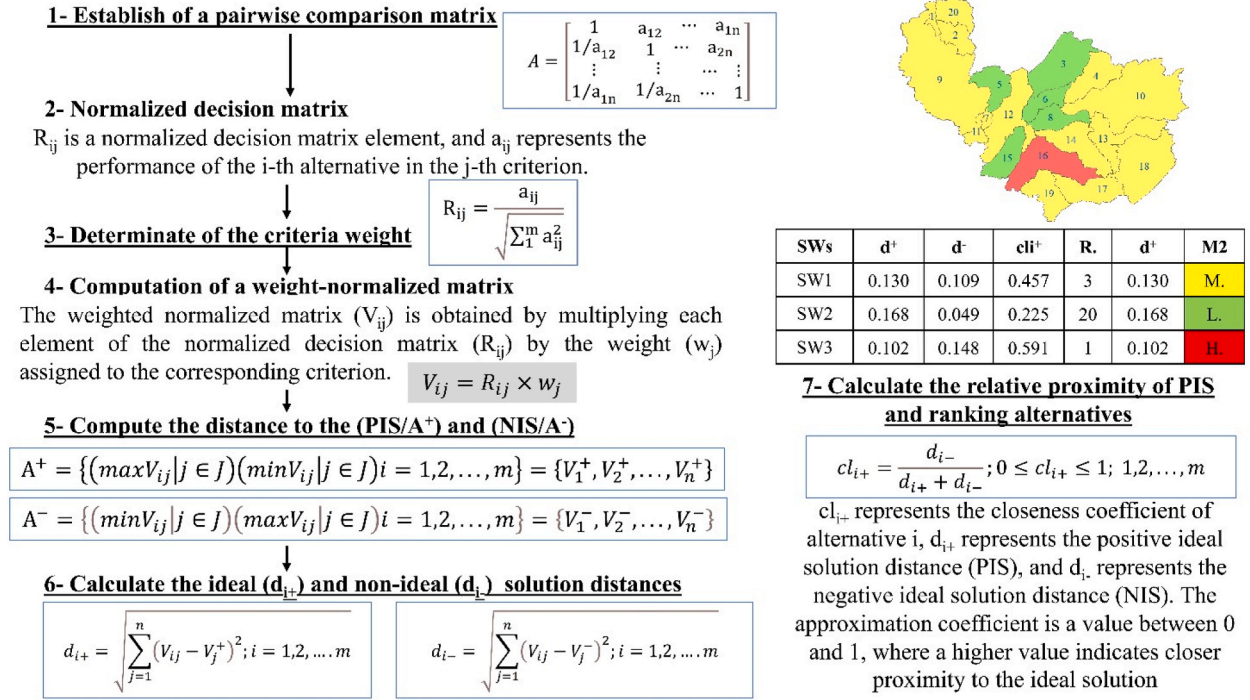 1- Establish of a pairwise comparison matrix
A = [ 1 a12 ⋯ a1n
1/a12 1 ⋯ a2n
⋮ ⋮ ⋯ ⋮
1/a1n 1/a2n ⋯ 1 ]
2- Normalized decision matrix
Rij is a normalized decision matrix element, and aij represents the
performance of the i-th alternative in the j-th criterion.
Rij = aij / √(∑₁ᵐ aij²)
3- Determinate of the criteria weight
4- Computation of a weight-normalized matrix
The weighted normalized matrix (Vij) is obtained by multiplying each
element of the normalized decision matrix (Rij) by the weight (wj)
assigned to the corresponding criterion.
Vij = Rij × wj
5- Compute the distance to the (PIS/A⁺) and (NIS/A⁻)
A⁺ = {(maxVij|j ∈ J)(minVij|j ∈ J)i = 1,2, … , m} = {V₁⁺, V₂⁺, … , Vn⁺}
A⁻ = {(minVij|j ∈ J)(maxVij|j ∈ J)i = 1,2, … , m} = {V₁⁻, V₂⁻, … , Vn⁻}
6- Calculate the ideal (di+) and non-ideal (di-) solution distances
di+ = √(∑ⁿj=1 (Vij − Vj⁺)²; i = 1,2, … . m
di− = √(∑ⁿj=1 (Vij − Vj⁻)²; i = 1,2, … . m
1
20
2
9
5
3
4
6
10
12
8
7
11
14
13
15
16
18
17
19
SWs d⁺ d⁻ cli⁺ R. d⁺ M2
SW1 0.130 0.109 0.457 3 0.130 M.
SW2 0.168 0.049 0.225 20 0.168 L.
SW3 0.102 0.148 0.591 1 0.102 H.
7- Calculate the relative proximity of PIS
and ranking alternatives
cli+ = di− / (di+ + di−) ; 0 ≤ cli+ ≤ 1; 1,2, … , m
cli+ represents the closeness coefficient of
alternative i, di+ represents the positive ideal
solution distance (PIS), and di- represents the
negative ideal solution distance (NIS). The
approximation coefficient is a value between 0
and 1, where a higher value indicates closer
proximity to the ideal solution